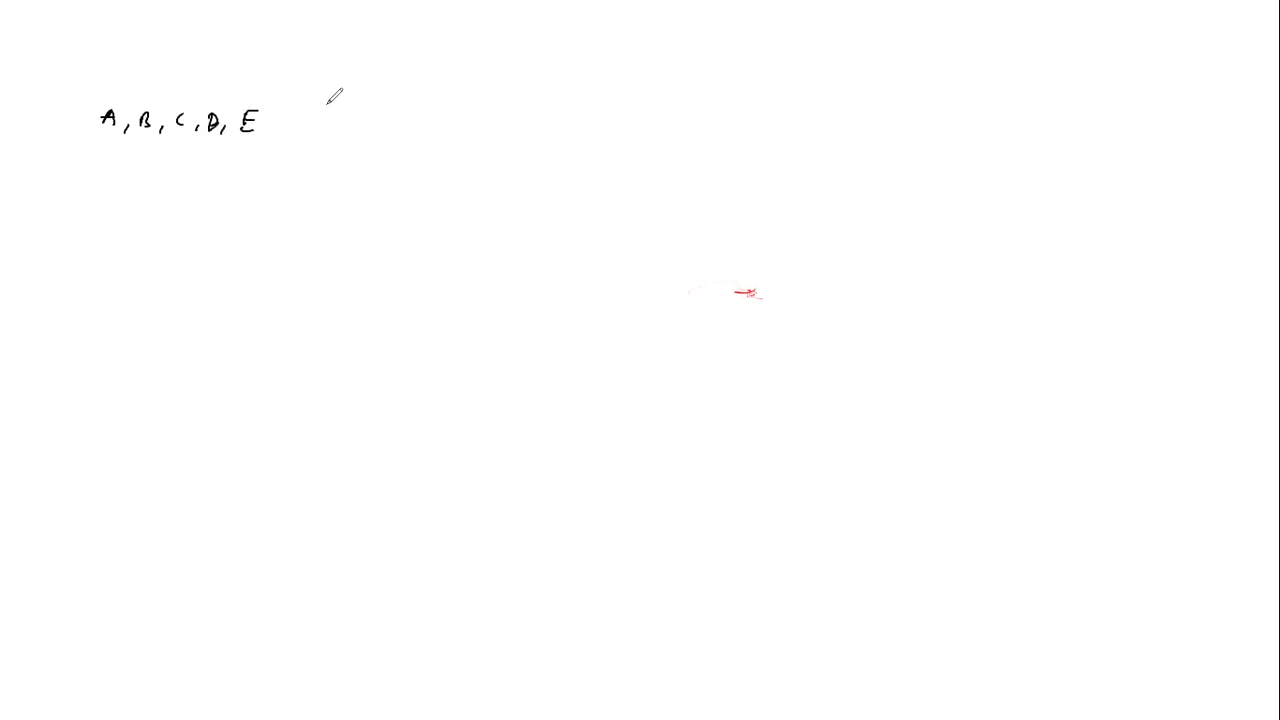 A, B, C, D, E